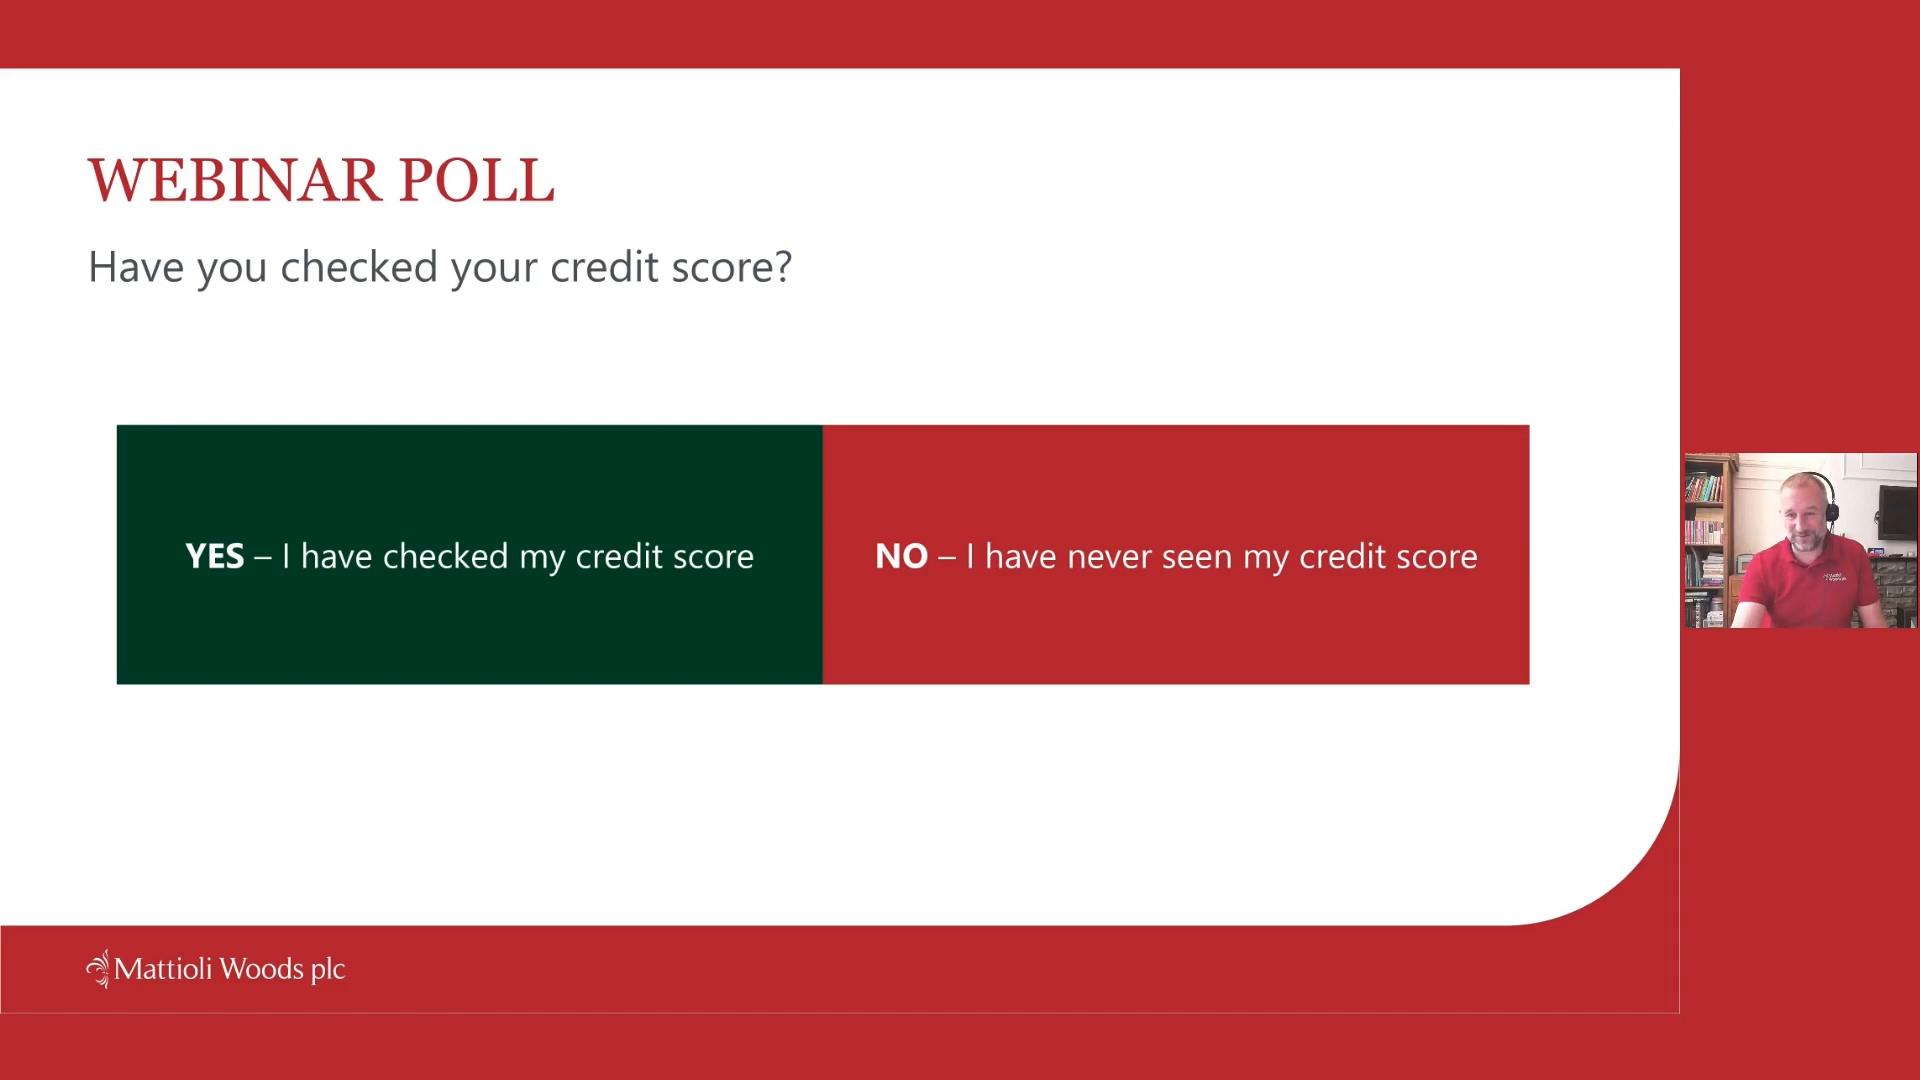 WEBINAR POLL
Have you checked your credit score?
YES – I have checked my credit score
NO – I have never seen my credit score
Mattioli Woods plc